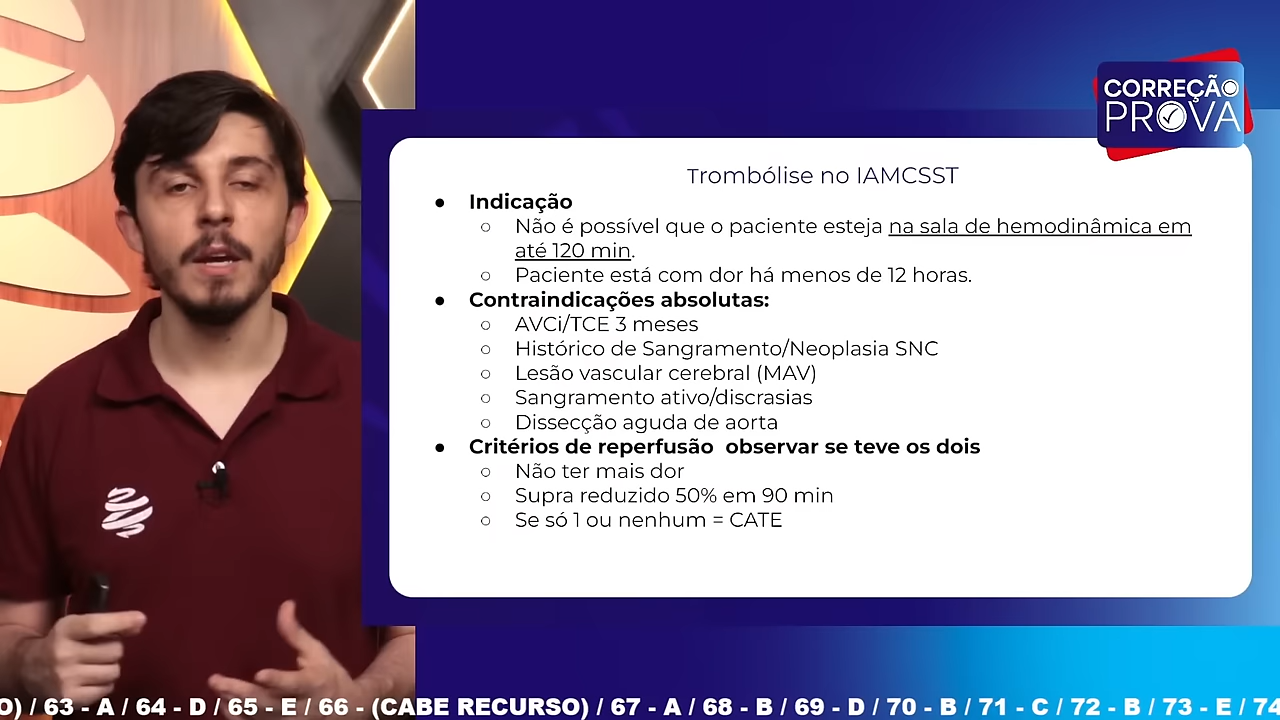 CORREÇÃO
PROVA
Trombólise no IAMCSST
● Indicação
○ Não é possível que o paciente esteja na sala de hemodinâmica em
até 120 min.
○ Paciente está com dor há menos de 12 horas.
● Contraindicações absolutas:
○ AVCi/TCE 3 meses
○ Histórico de Sangramento/Neoplasia SNC
○ Lesão vascular cerebral (MAV)
○ Sangramento ativo/discrasias
○ Dissecção aguda de aorta
● Critérios de reperfusão observar se teve os dois
○ Não ter mais dor
○ Supra reduzido 50% em 90 min
○ Se só 1 ou nenhum = CATE
O) / 63 - A / 64 - D / 65 - E / 66 - (CABE RECURSO) / 67 - A / 68 - B / 69 - D / 70 - B / 71 - C / 72 - B / 73 - E / 74